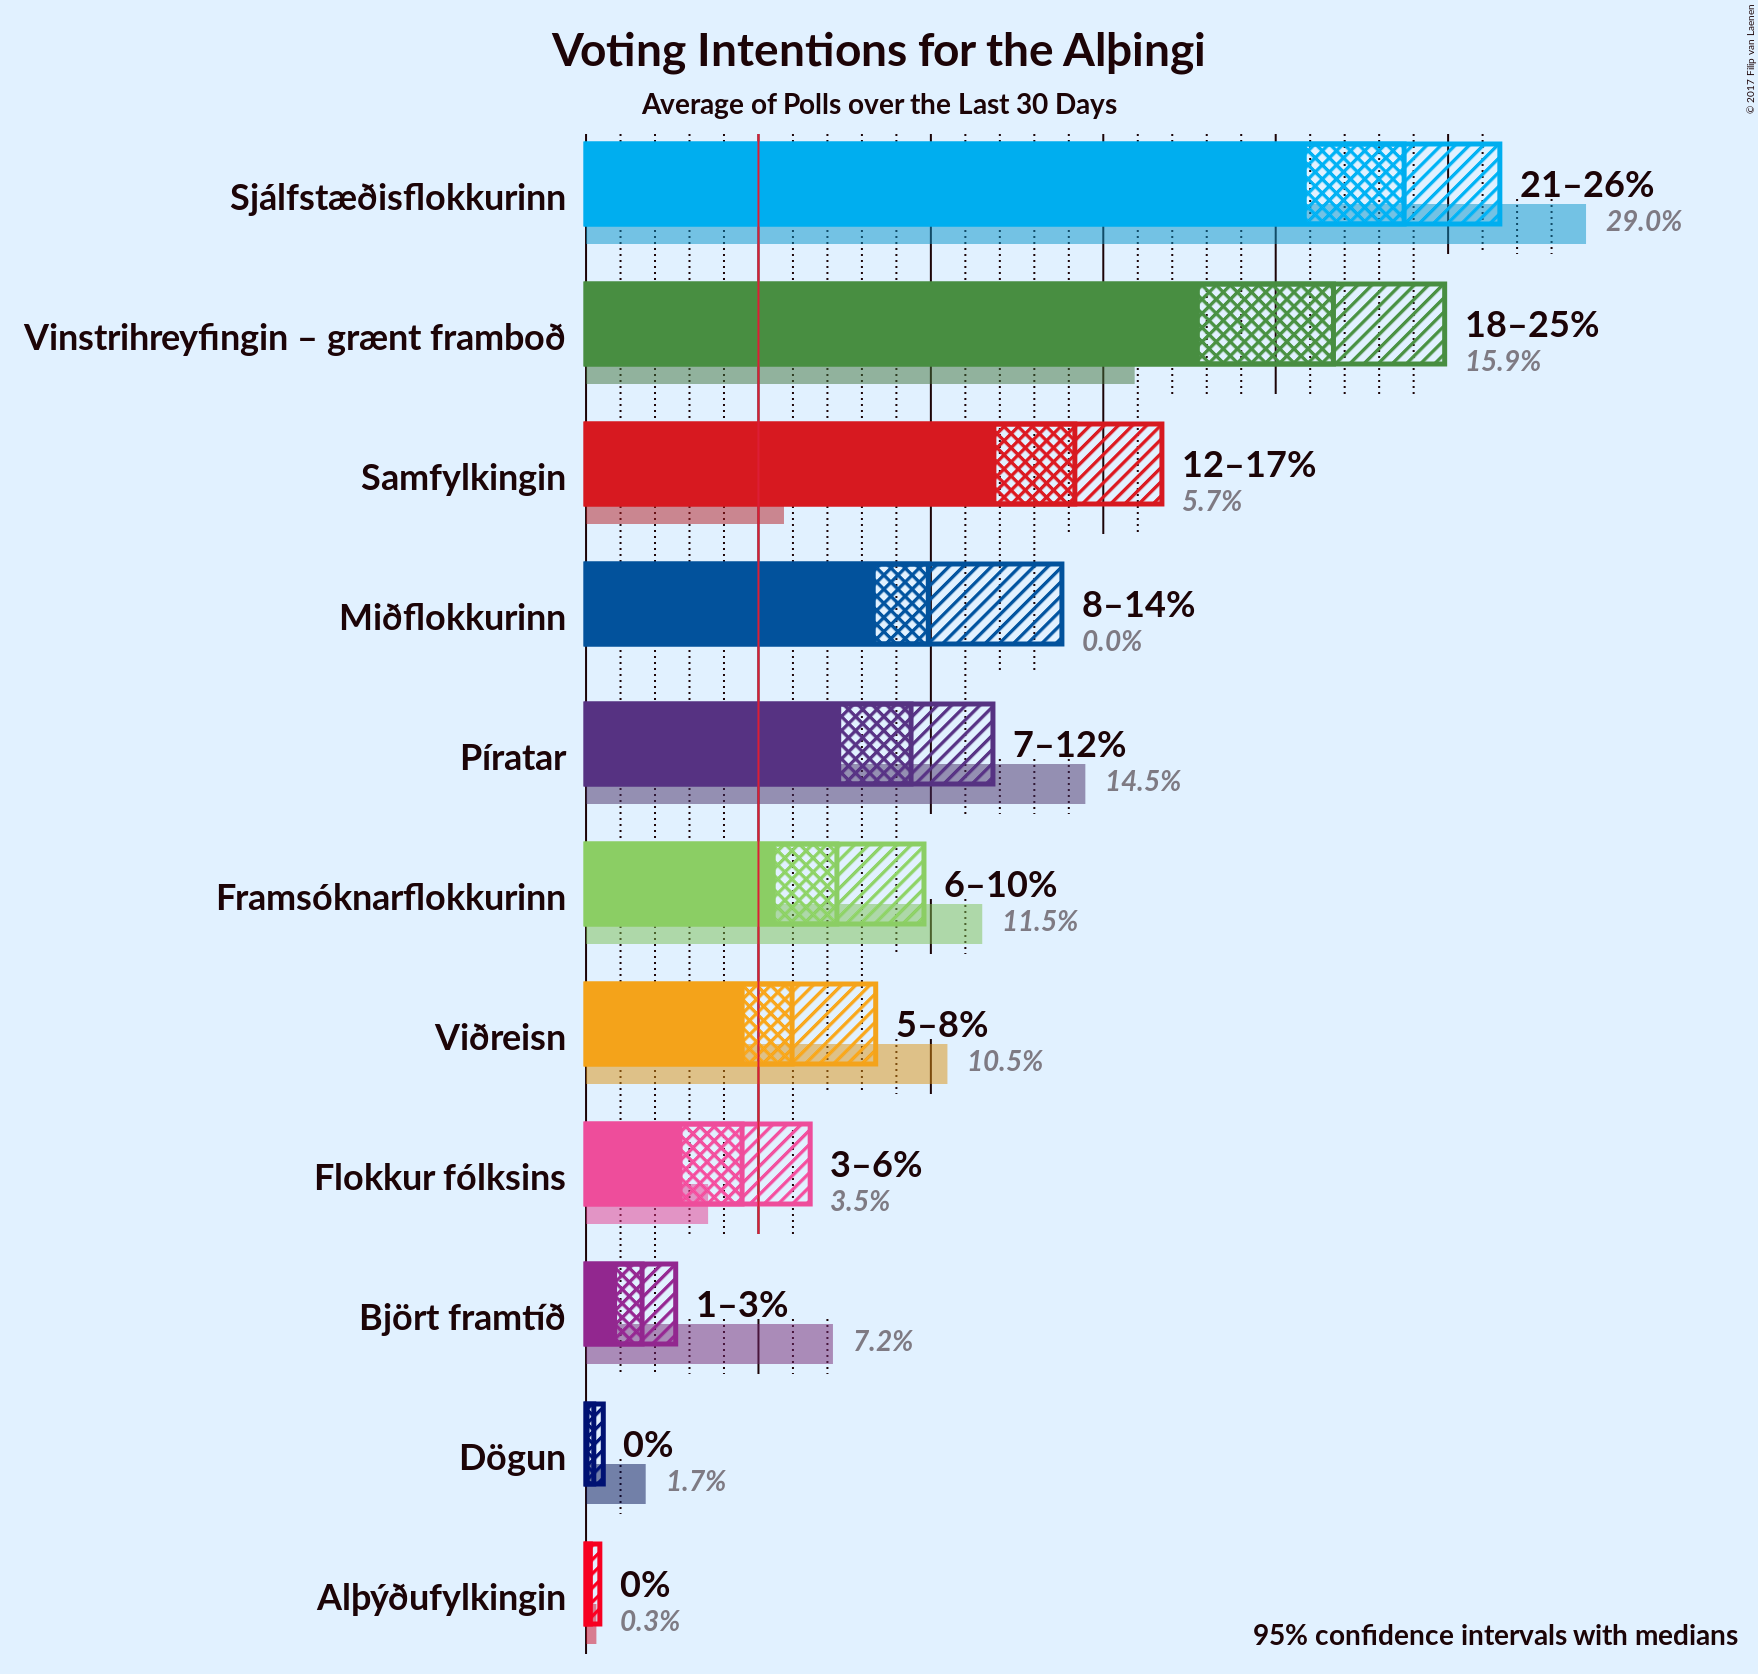 Voting Intentions for the Alþingi
Average of Polls over the Last 30 Days
© 2017 Filip van Laenen
Sjálfstæðisflokkurinn
21–26%
29.0%
Vinstrihreyfingin – grænt framboð
18–25%
15.9%
Samfylkingin
12–17%
5.7%
Miðflokkurinn
8–14%
0.0%
Píratar
7–12%
14.5%
Framsóknarflokkurinn
6–10%
11.5%
Viðreisn
5–8%
10.5%
Flokkur fólksins
3–6%
3.5%
Björt framtíð
1–3%
7.2%
Dögun
0%
1.7%
Alþýðufylkingin
0%
0.3%
95% confidence intervals with medians